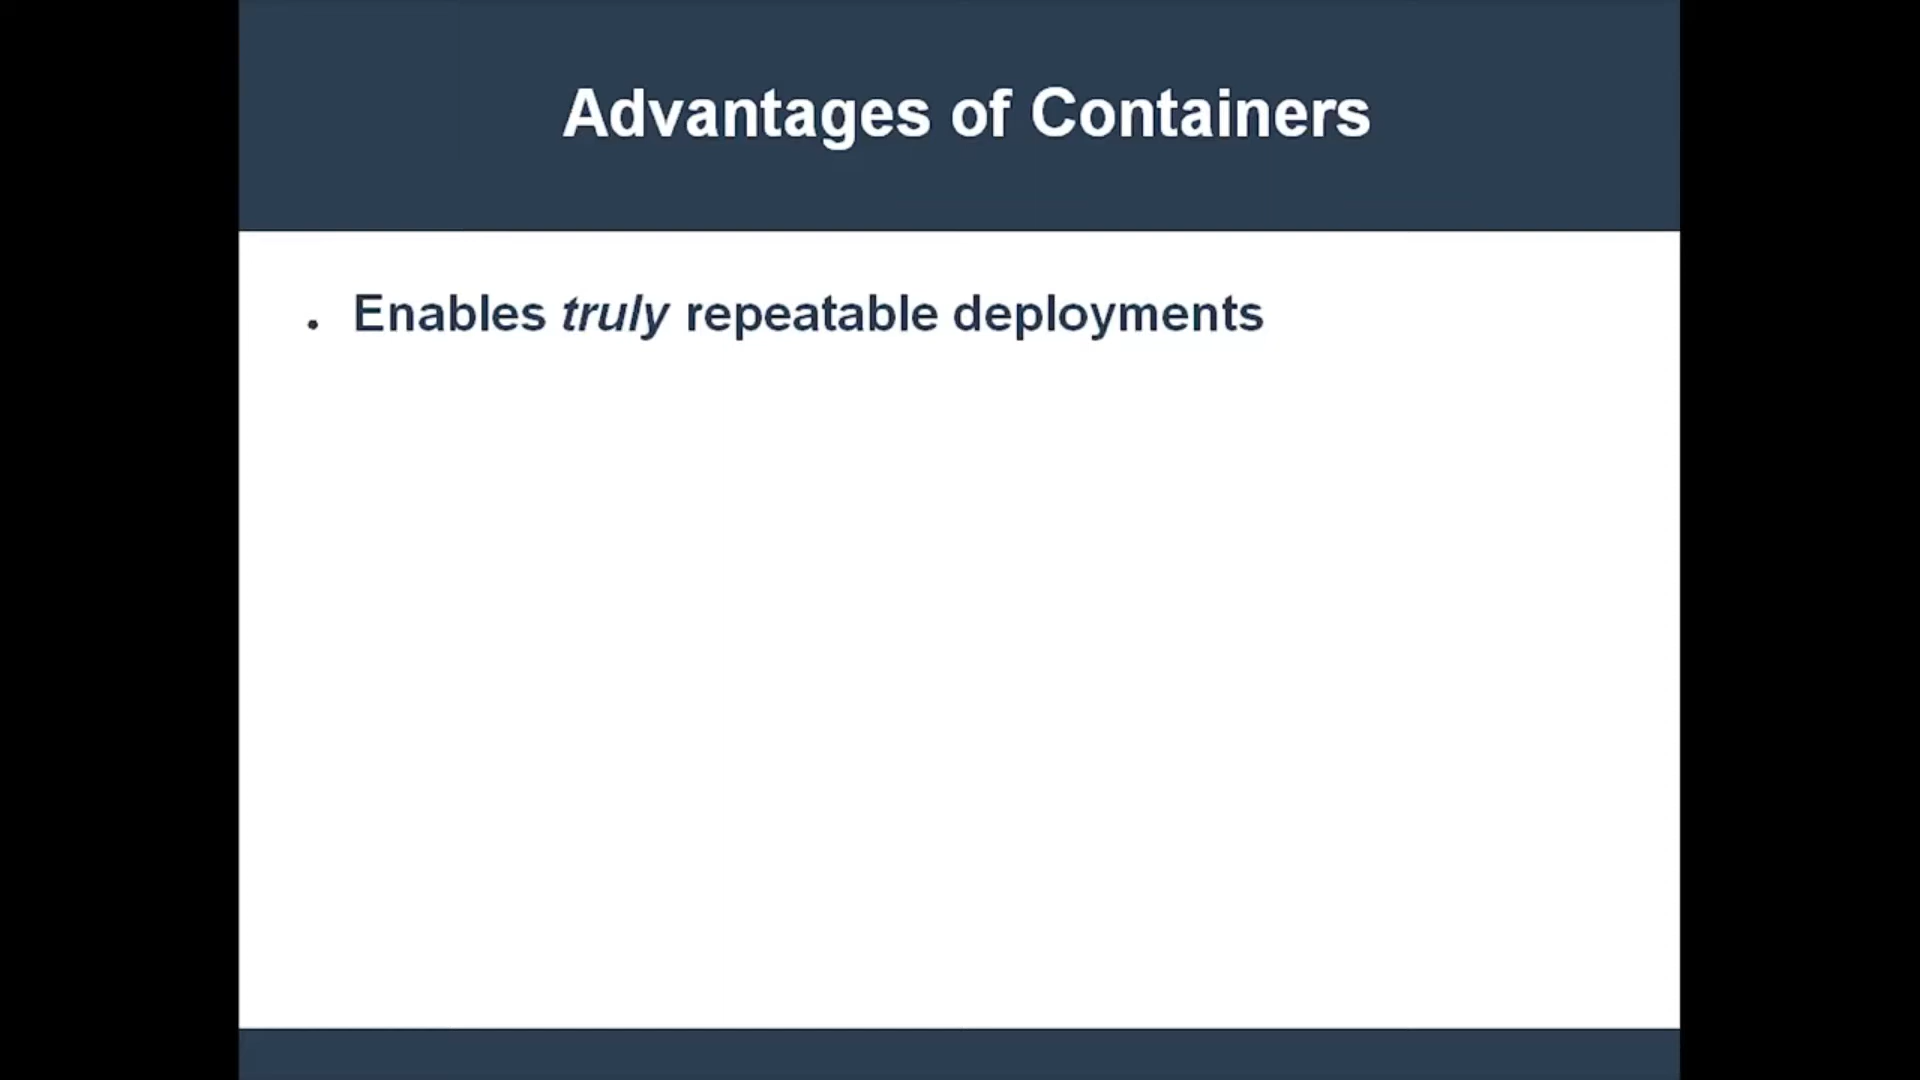 Advantages of Containers
• Enables truly repeatable deployments